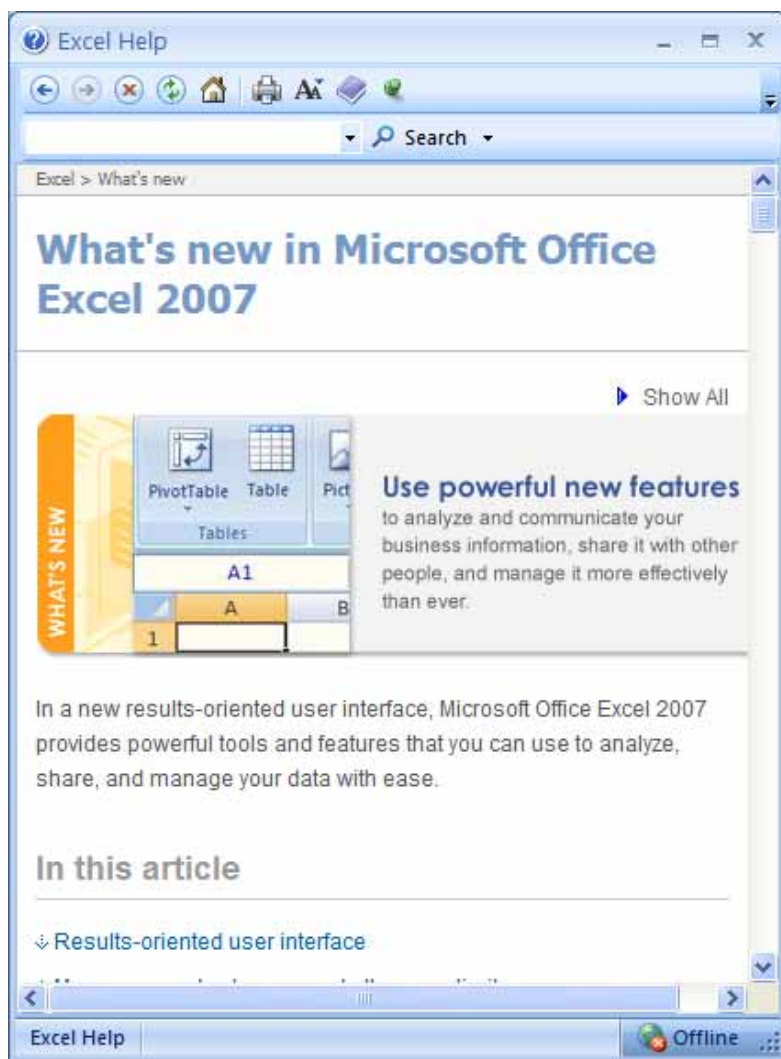 Excel Help
Search
Excel > What's new
What's new in Microsoft Office
Excel 2007
Show All
WHAT'S NEW
PivotTable Table Pict
Tables
A1
A B
1
Use powerful new features
to analyze and communicate your
business information, share it with other
people, and manage it more effectively
than ever.
In a new results-oriented user interface, Microsoft Office Excel 2007
provides powerful tools and features that you can use to analyze,
share, and manage your data with ease.
In this article
Results-oriented user interface
Excel Help
Offline